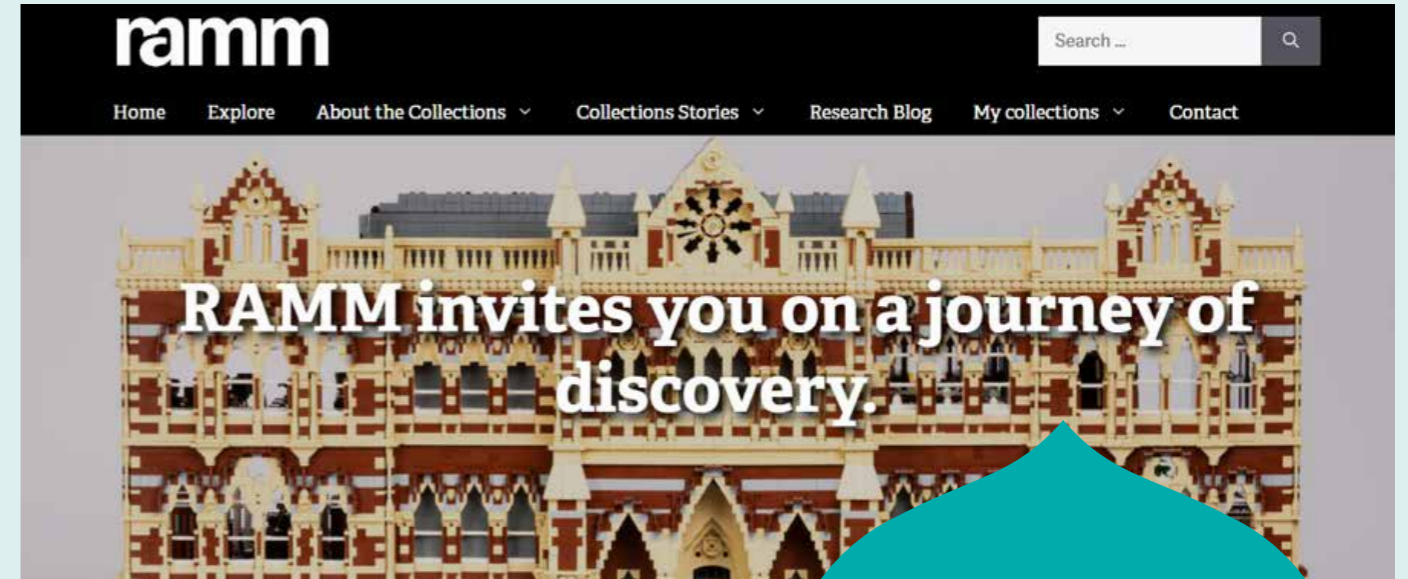 ramm
Search ...
Home Explore About the Collections Collections Stories Research Blog My collections Contact
RAMM invites you on a journey of
discovery.